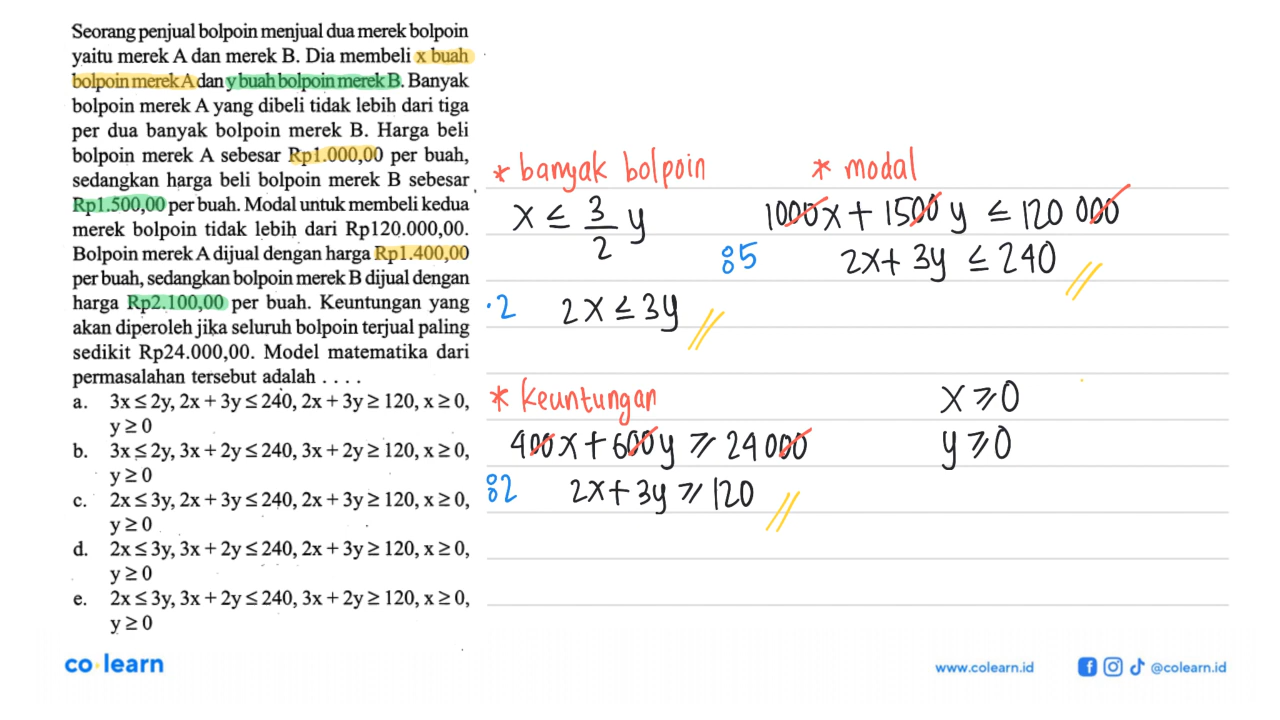 Seorang penjual bolpoin menjual dua merek bolpoin
yaitu merek A dan merek B. Dia membeli x buah
bolpoin merek A dan y buah bolpoin merek B. Banyak
bolpoin merek A yang dibeli tidak lebih dari tiga
per dua banyak bolpoin merek B. Harga beli
bolpoin merek A sebesar Rp1.000,00 per buah,
sedangkan harga beli bolpoin merek B sebesar
Rp1.500,00 per buah. Modal untuk membeli kedua
merek bolpoin tidak lebih dari Rp120.000,00.
Bolpoin merek A dijual dengan harga Rp1.400,00
per buah, sedangkan bolpoin merek B dijual dengan
harga Rp2.100,00 per buah. Keuntungan yang
akan diperoleh jika seluruh bolpoin terjual paling
sedikit Rp24.000,00. Model matematika dari
permasalahan tersebut adalah . . . .
a. 3x ≤ 2y, 2x + 3y ≤ 240, 2x + 3y ≥ 120, x ≥ 0,
y ≥ 0
b. 3x ≤ 2y, 3x + 2y ≤ 240, 3x + 2y ≥ 120, x ≥ 0,
y ≥ 0
c. 2x ≤ 3y, 2x + 3y ≤ 240, 2x + 3y ≥ 120, x ≥ 0,
y ≥ 0
d. 2x ≤ 3y, 3x + 2y ≤ 240, 2x + 3y ≥ 120, x ≥ 0,
y ≥ 0
e. 2x ≤ 3y, 3x + 2y ≤ 240, 3x + 2y ≥ 120, x ≥ 0,
y ≥ 0
* banyak bolpoin
x ≤ 3/2 y
·2 2x ≤ 3y
* modal
1000x + 1500y ≤ 120 000
:5 2x + 3y ≤ 240
* keuntungan
400x + 600y ≥ 24 000
:2 2x + 3y ≥ 120
x ≥ 0
y ≥ 0
co learn
www.colearn.id
@colearn.id